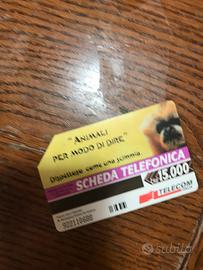 "ANIMALI
PER MODO DI DIRE"
Dispettoso come una scimmia.
SCHEDA TELEFONICA
£15.000
TELECOM
subito